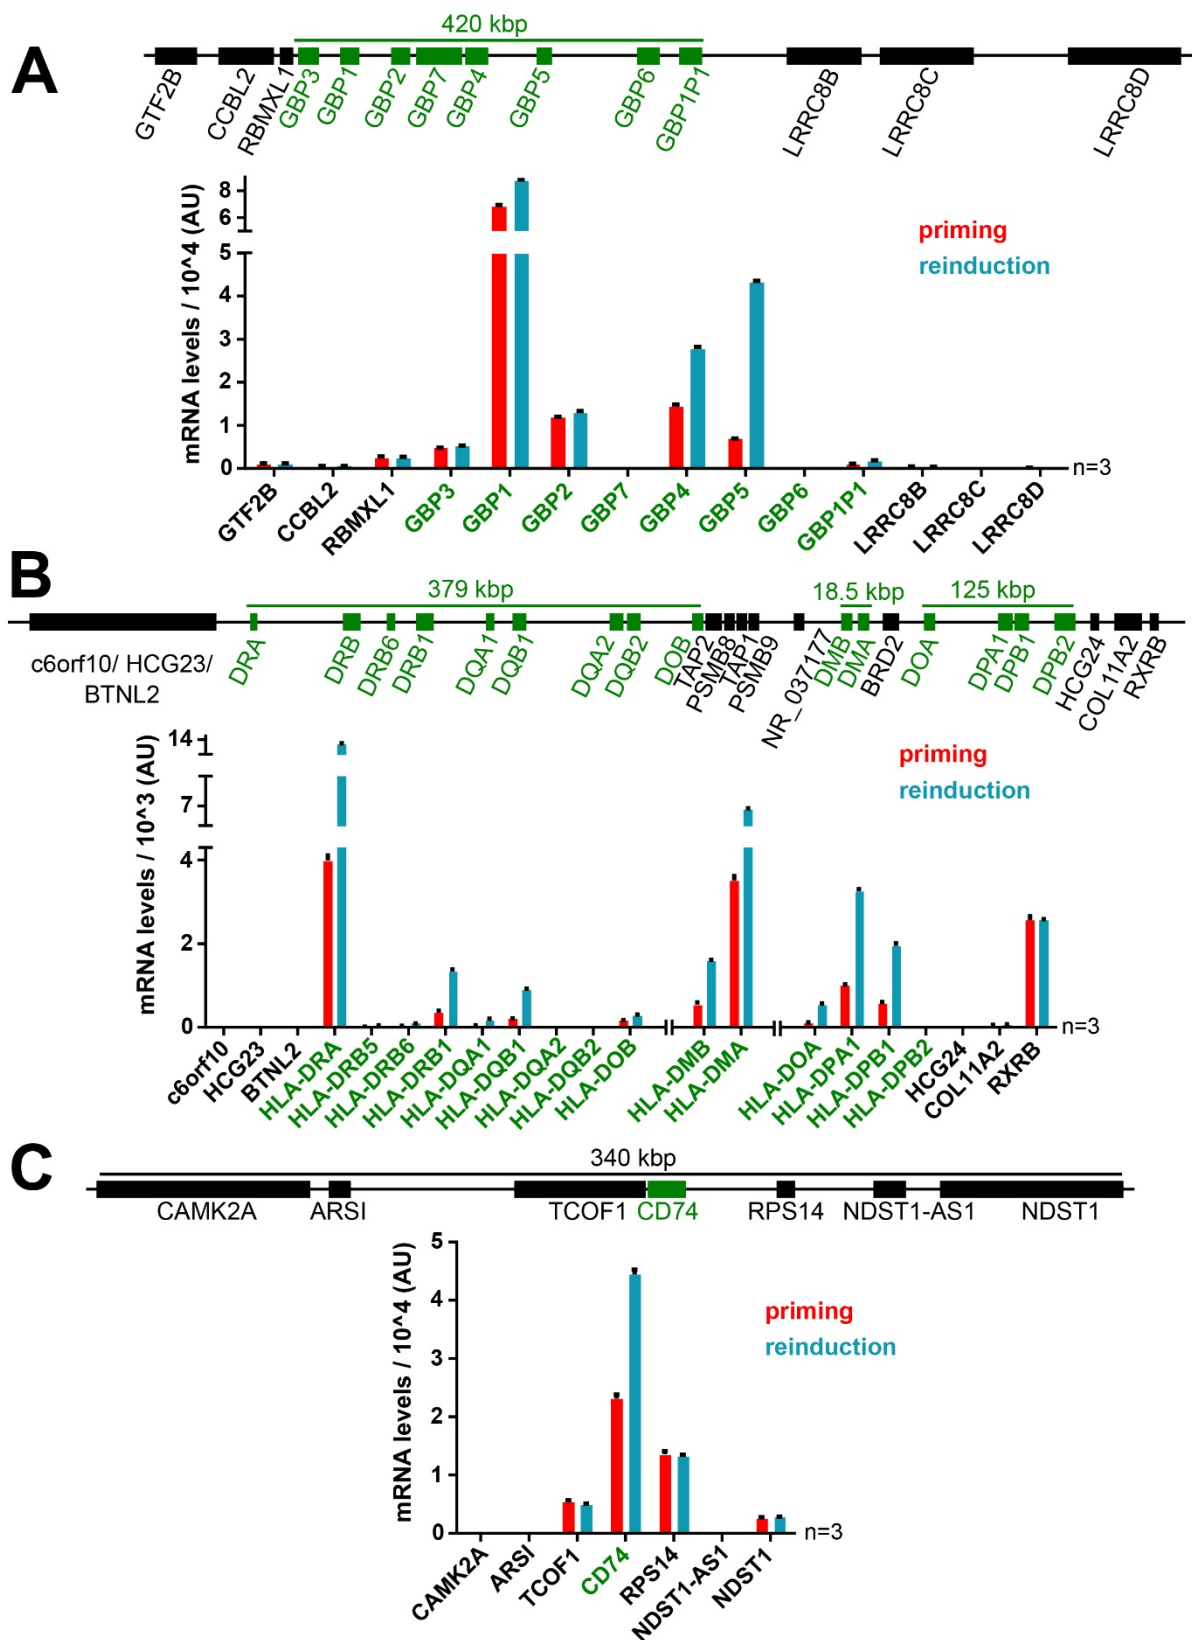 A
420 kbp
GTF2B
CCBL2
RBMXL1
GBP3
GBP1
GBP2
GBP7
GBP4
GBP5
GBP6
GBP1P1
LRRC8B
LRRC8C
LRRC8D
mRNA levels / 10^4 (AU)
8
6
5
4
3
2
1
0
priming
reinduction
n=3
GTF2B
CCBL2
RBMXL1
GBP3
GBP1
GBP2
GBP7
GBP4
GBP5
GBP6
GBP1P1
LRRC8B
LRRC8C
LRRC8D
B
379 kbp
18.5 kbp
125 kbp
c6orf10/ HCG23/
BTNL2
DRA
DRB
DRB6
DRB1
DQA1
DQB1
DQA2
DQB2
DOB
TAP2
PSMB8
TAP1
PSMB9
NR_037177
DMB
DMA
BRD2
DOA
DPA1
DPB1
DPB2
HCG24
COL11A2
RXRB
mRNA levels / 10^3 (AU)
14
7
4
2
0
priming
reinduction
n=3
c6orf10
HCG23
BTNL2
HLA-DRA
HLA-DRB5
HLA-DRB6
HLA-DRB1
HLA-DQA1
HLA-DQB1
HLA-DQA2
HLA-DQB2
HLA-DOB
HLA-DMB
HLA-DMA
HLA-DOA
HLA-DPA1
HLA-DPB1
HLA-DPB2
HCG24
COL11A2
RXRB
C
340 kbp
CAMK2A
ARSI
TCOF1
CD74
RPS14
NDST1-AS1
NDST1
mRNA levels / 10^4 (AU)
5
4
3
2
1
0
priming
reinduction
n=3
CAMK2A
ARSI
TCOF1
CD74
RPS14
NDST1-AS1
NDST1